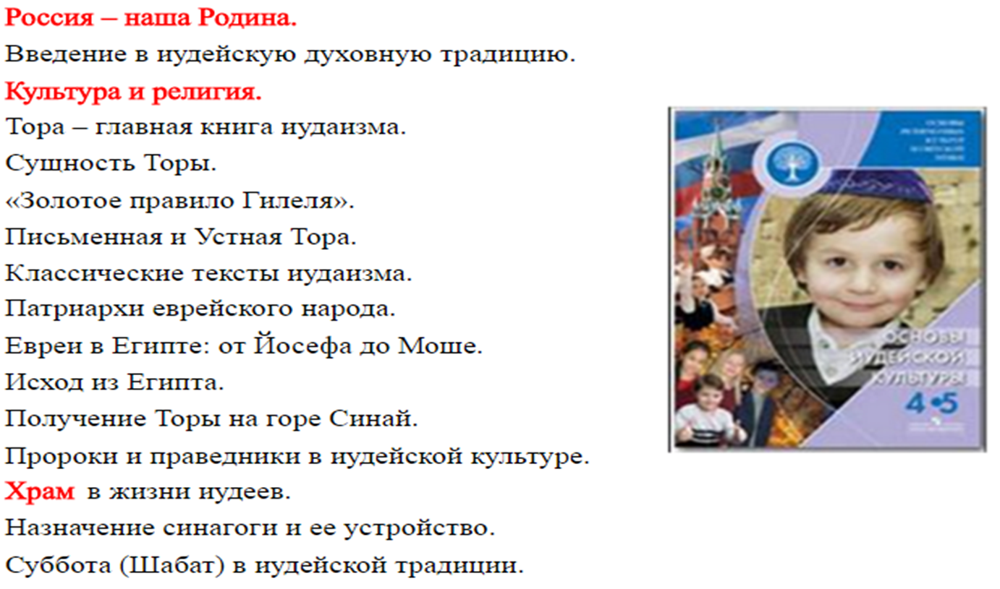 Россия – наша Родина.
Введение в иудейскую духовную традицию.
Культура и религия.
Тора – главная книга иудаизма.
Сущность Торы.
«Золотое правило Гилеля».
Письменная и Устная Тора.
Классические тексты иудаизма.
Патриархи еврейского народа.
Евреи в Египте: от Йосефа до Моше.
Исход из Египта.
Получение Торы на горе Синай.
Пророки и праведники в иудейской культуре.
Храм в жизни иудеев.
Назначение синагоги и ее устройство.
Суббота (Шабат) в иудейской традиции.
ОСНОВЫ
ИУДЕЙСКОЙ
КУЛЬТУРЫ
4•5